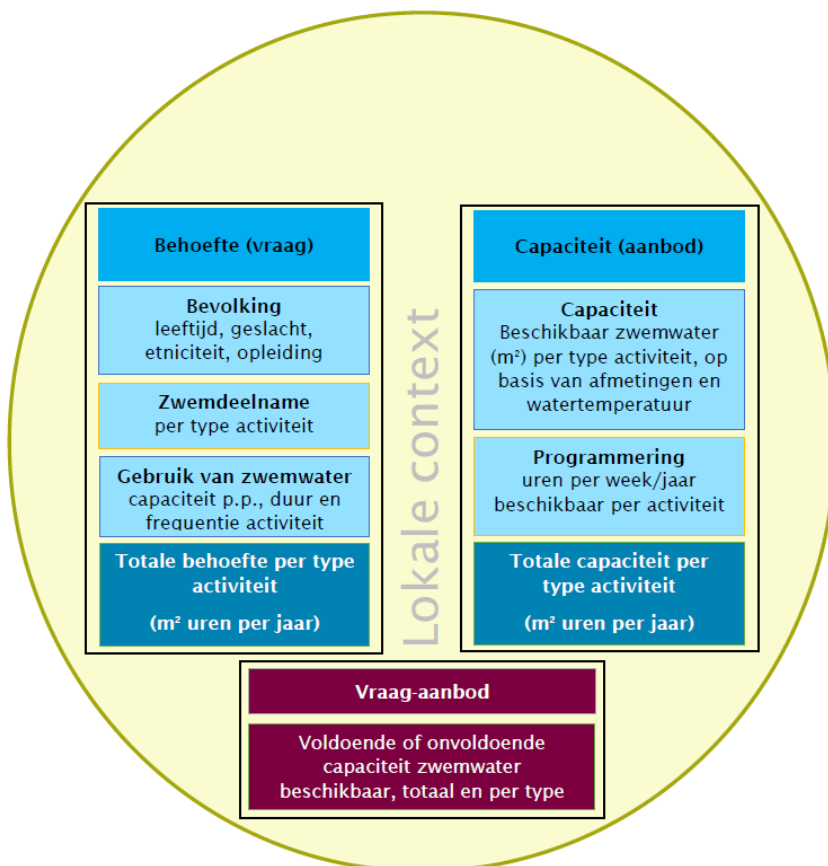 Behoefte (vraag)
Bevolking
leeftijd, geslacht,
etniciteit, opleiding
Zwemdeelname
per type activiteit
Gebruik van zwemwater
capaciteit p.p., duur en
frequentie activiteit
Totale behoefte per type
activiteit
(m² uren per jaar)
Lokale context
Capaciteit (aanbod)
Capaciteit
Beschikbaar zwemwater
(m²) per type activiteit, op
basis van afmetingen en
watertemperatuur
Programmering
uren per week/jaar
beschikbaar per activiteit
Totale capaciteit per
type activiteit
(m² uren per jaar)
Vraag-aanbod
Voldoende of onvoldoende
capaciteit zwemwater
beschikbaar, totaal en per type